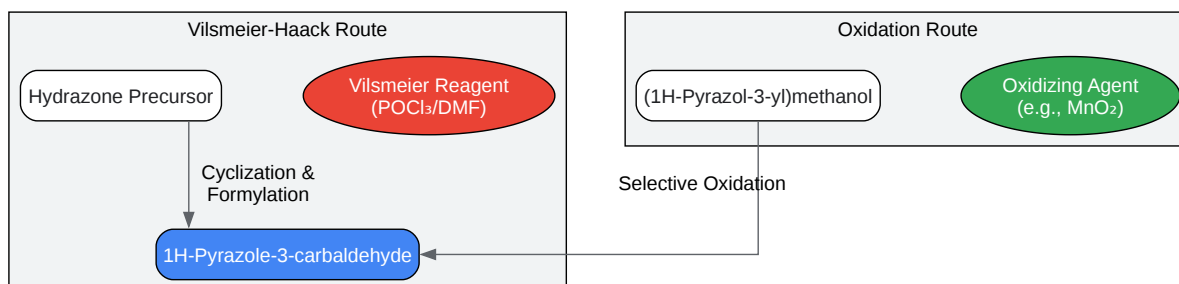 Vilsmeier-Haack Route
Hydrazone Precursor
Vilsmeier Reagent
(POCl₃/DMF)
Cyclization &
Formylation
1H-Pyrazole-3-carbaldehyde
Oxidation Route
(1H-Pyrazol-3-yl)methanol
Oxidizing Agent
(e.g., MnO₂)
Selective Oxidation